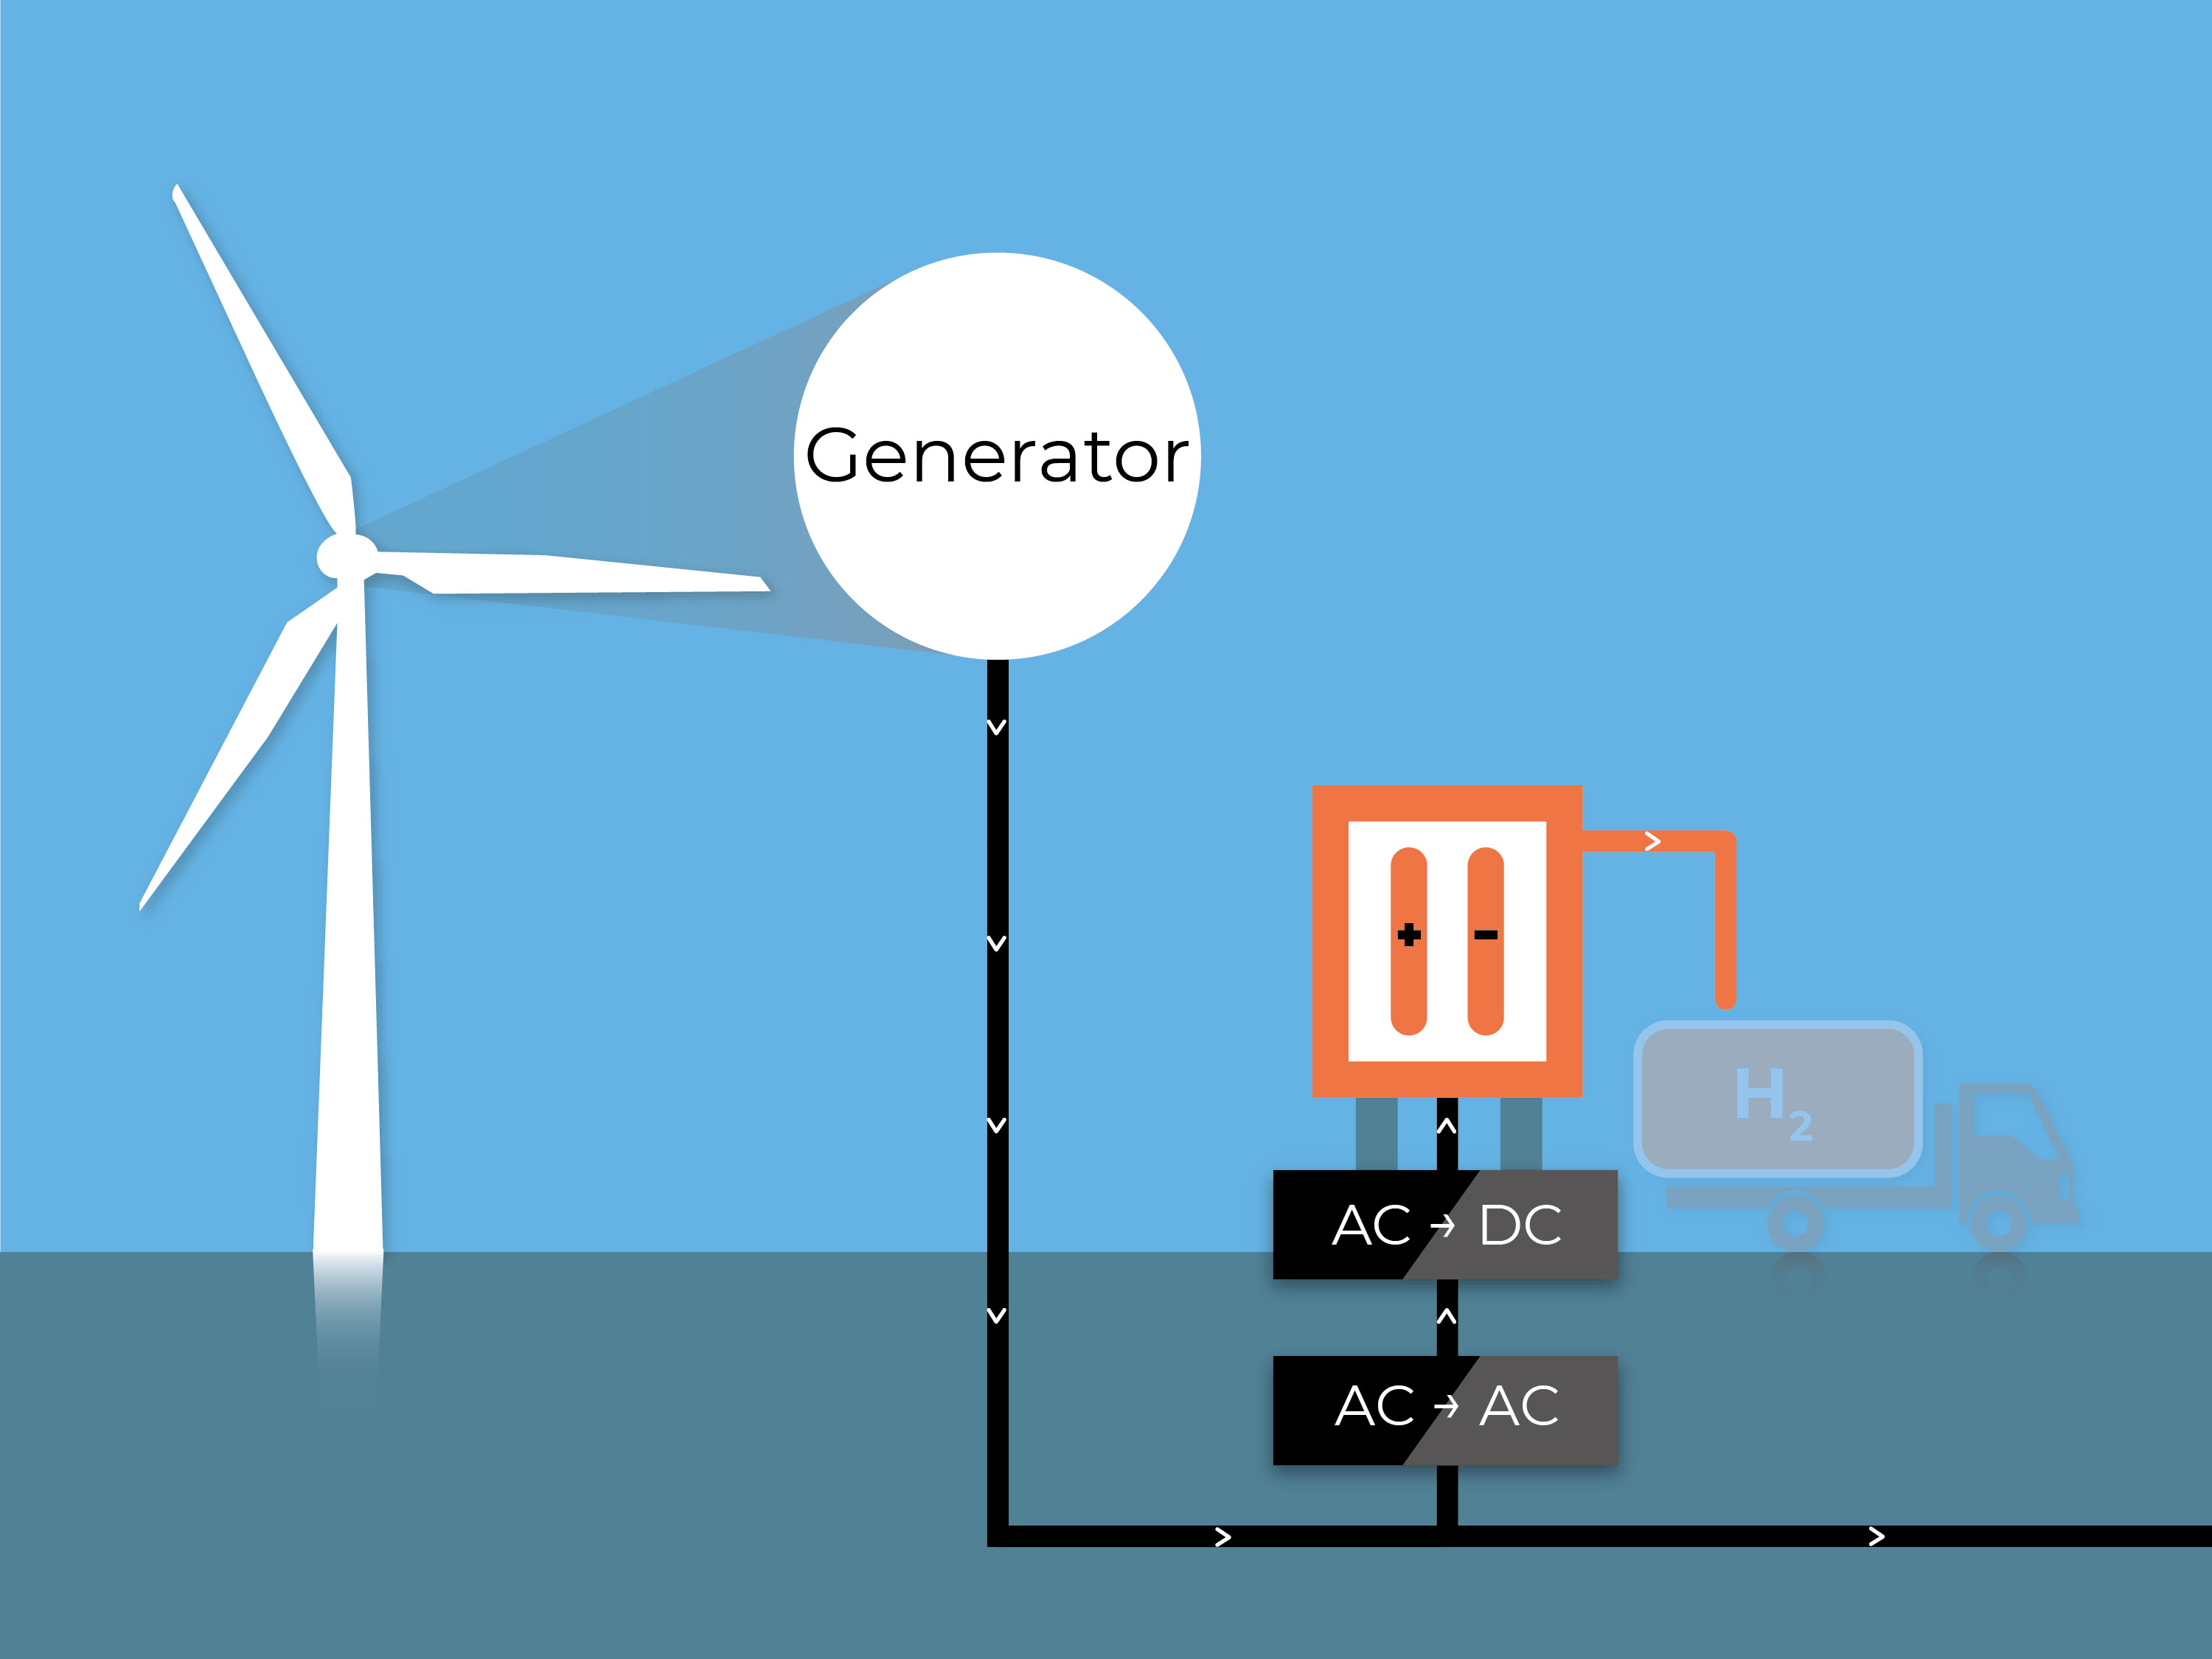 Generator
+ -
H₂
AC → DC
AC → AC